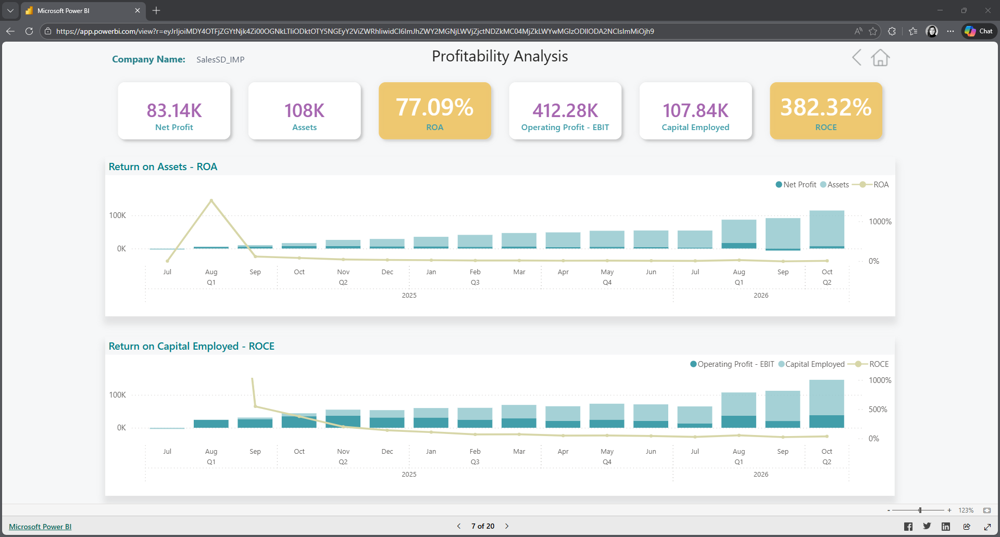 Microsoft Power BI
https://app.powerbi.com/view?r=eyJrIjoiMDY4OTFjZGYtNjk4Zi00OGNkLTliODktOTY5NGEyY2ViZWRhIiwidCI6ImJhZWY2MGNjLWVjZjctNDZkMC04MjZkLWYwMGIzODllODA2NCIsImMiOjh9
Chat
Company Name: SalesSD_IMP
Profitability Analysis
83.14K
Net Profit
108K
Assets
77.09%
ROA
412.28K
Operating Profit - EBIT
107.84K
Capital Employed
382.32%
ROCE
Return on Assets - ROA
Net Profit Assets ROA
100K
1000%
0K
0%
Jul Aug Sep Oct Nov Dec Jan Feb Mar Apr May Jun Jul Aug Sep Oct
Q1 Q2 Q3 Q4 Q1 Q2
2025 2026
Return on Capital Employed - ROCE
Operating Profit - EBIT Capital Employed ROCE
1000%
100K
500%
0K
0%
Jul Aug Sep Oct Nov Dec Jan Feb Mar Apr May Jun Jul Aug Sep Oct
Q1 Q2 Q3 Q4 Q1 Q2
2025 2026
- + 123%
Microsoft Power BI
7 of 20